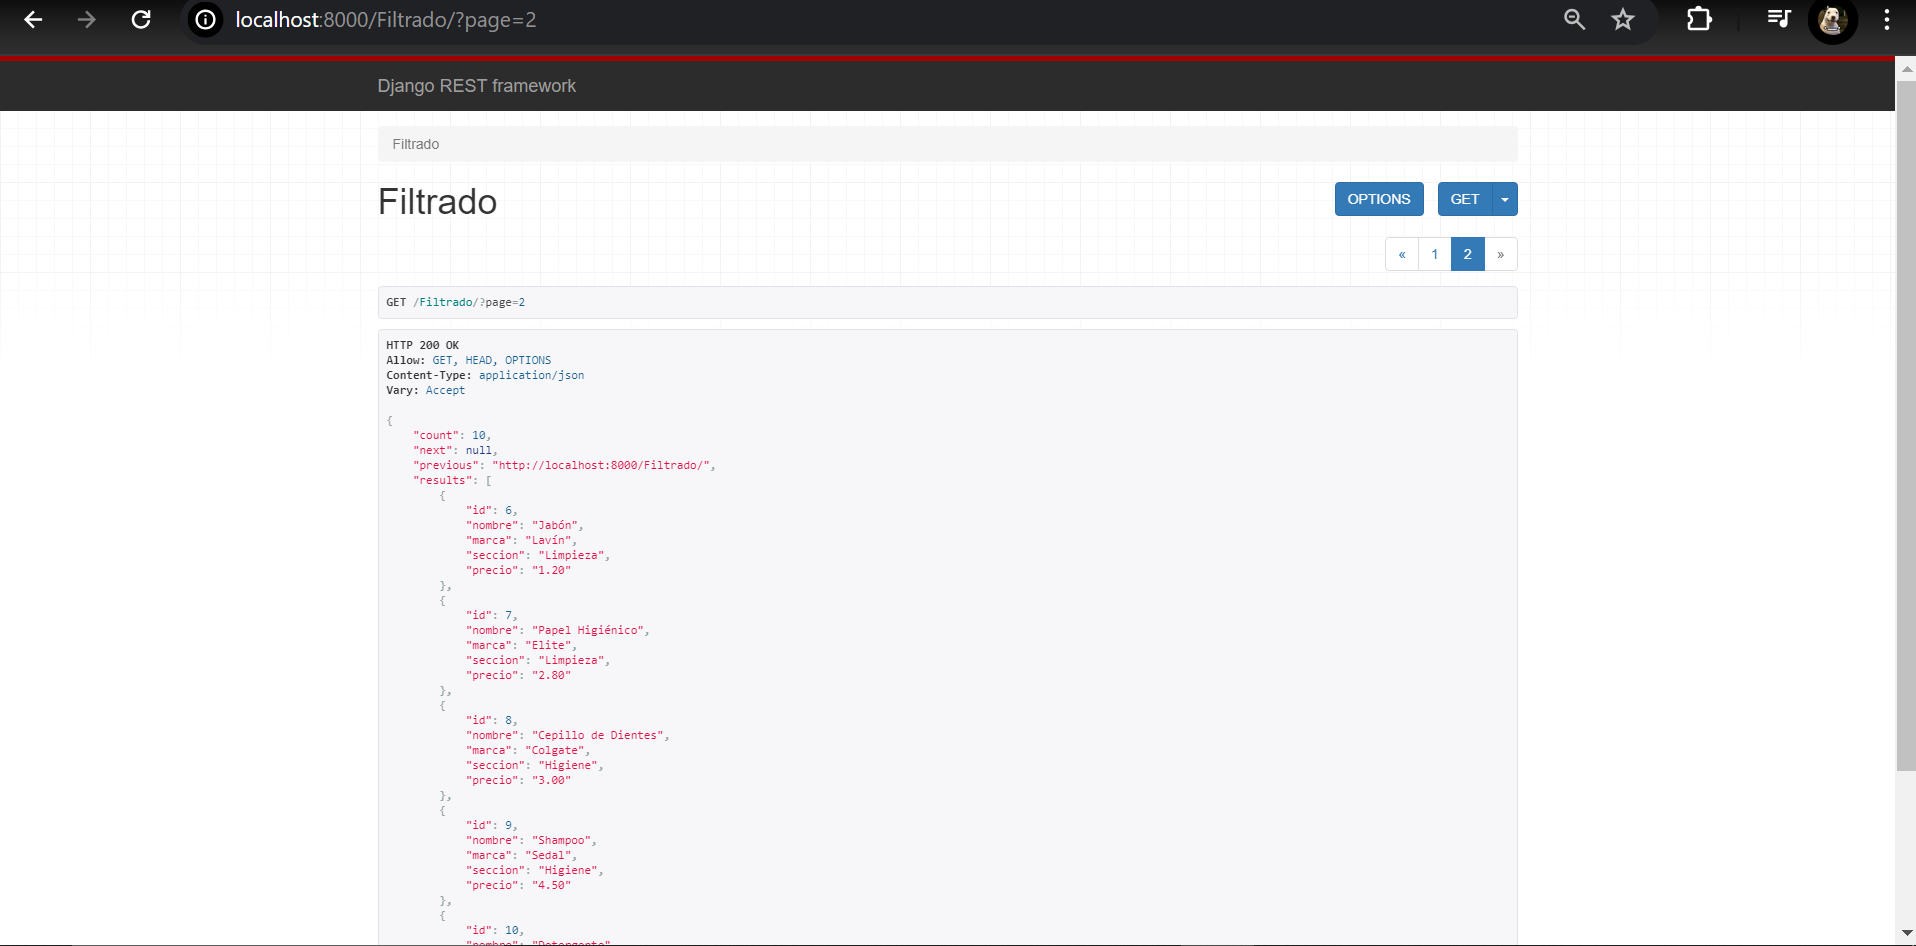 localhost:8000/Filtrado/?page=2
Django REST framework
Filtrado
Filtrado
OPTIONS
GET
« 1 2 »
GET /Filtrado/?page=2
HTTP 200 OK
Allow: GET, HEAD, OPTIONS
Content-Type: application/json
Vary: Accept
{
"count": 10,
"next": null,
"previous": "http://localhost:8000/Filtrado/",
"results": [
{
"id": 6,
"nombre": "Jabón",
"marca": "Lavín",
"seccion": "Limpieza",
"precio": "1.20"
},
{
"id": 7,
"nombre": "Papel Higiénico",
"marca": "Elite",
"seccion": "Limpieza",
"precio": "2.80"
},
{
"id": 8,
"nombre": "Cepillo de Dientes",
"marca": "Colgate",
"seccion": "Higiene",
"precio": "3.00"
},
{
"id": 9,
"nombre": "Shampoo",
"marca": "Sedal",
"seccion": "Higiene",
"precio": "4.50"
},
{
"id": 10,
"nombre": "Detergente"